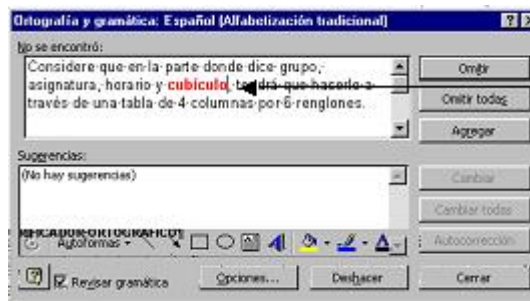 Ortografía y gramática: Español (Alfabetización tradicional)
No se encontró:
Considere·que·en·la·parte·donde·dice·grupo,·
asignatura,·horario·y·cubículo,·tendrá·que·hacerlo·a·
través·de·una·tabla·de·4·columnas·por·6·renglones.
Omitir
Omitir todas
Agregar
Sugerencias:
(No hay sugerencias)
Cambiar
Cambiar todas
Autocorrección
Autoformas
Revisar gramática
Opciones...
Deshacer
Cerrar